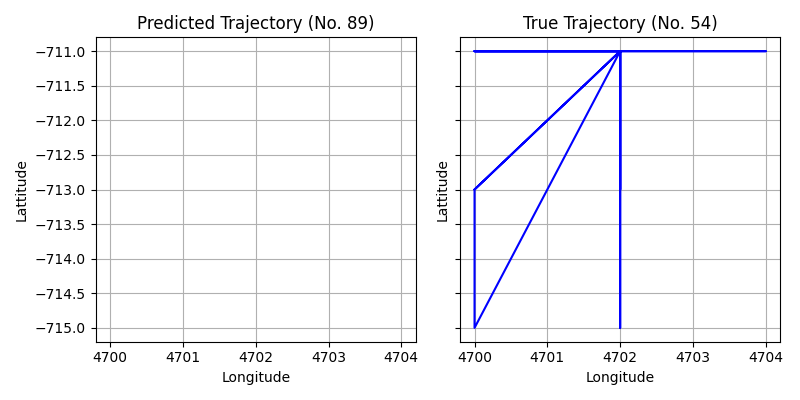 Predicted Trajectory (No. 89)
−711.0
−711.5
−712.0
−712.5
−713.0
−713.5
−714.0
−714.5
−715.0
Lattitude
4700 4701 4702 4703 4704
Longitude
True Trajectory (No. 54)
Lattitude
4700 4701 4702 4703 4704
Longitude